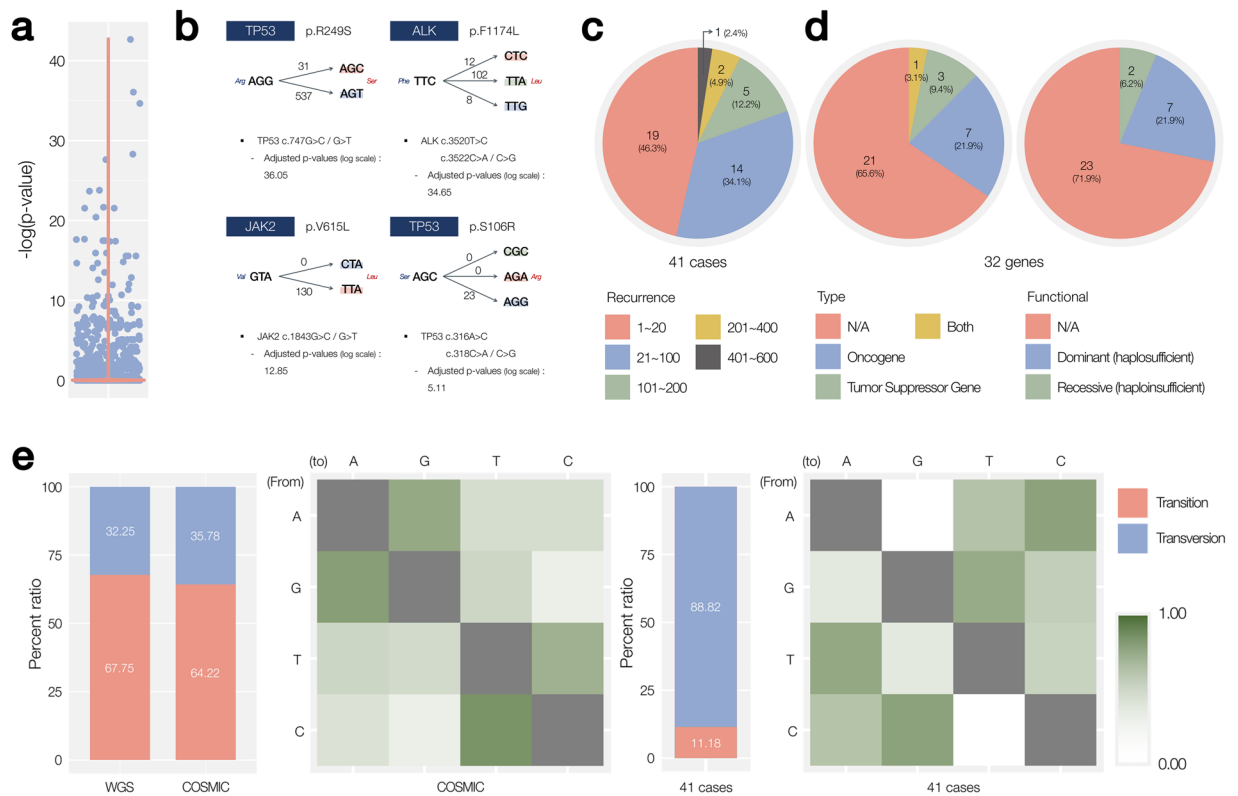 a
-log(p-value)
40
30
20
10
0
b
TP53 p.R249S
Arg AGG
31
537
AGC
AGT
Ser
▪ TP53 c.747G>C / G>T
- Adjusted p-values (log scale) :
36.05
ALK p.F1174L
Phe TTC
12
102
8
CTC
TTA Leu
TTG
▪ ALK c.3520T>C
c.3522C>A / C>G
- Adjusted p-values (log scale) :
34.65
JAK2 p.V615L
Val GTA
0
130
CTA
TTA
Leu
▪ JAK2 c.1843G>C / G>T
- Adjusted p-values (log scale) :
12.85
TP53 p.S106R
Ser AGC
0
0
23
CGC
AGA Arg
AGG
▪ TP53 c.316A>C
c.318C>A / C>G
- Adjusted p-values (log scale) :
5.11
c
1 (2.4%)
2
(4.9%)
5
(12.2%)
14
(34.1%)
19
(46.3%)
41 cases
Recurrence
1~20
21~100
101~200
201~400
401~600
d
1
(3.1%)
3
(9.4%)
7
(21.9%)
21
(65.6%)
2
(6.2%)
7
(21.9%)
23
(71.9%)
32 genes
Type
N/A
Oncogene
Tumor Suppressor Gene
Both
Functional
N/A
Dominant (haplosufficient)
Recessive (haploinsufficient)
e
Percent ratio
100
75
50
25
0
32.25
67.75
35.78
64.22
WGS COSMIC
(to) A G T C
(From)
A
G
T
C
COSMIC
Percent ratio
100
75
50
25
0
88.82
11.18
41 cases
(to) A G T C
(From)
A
G
T
C
41 cases
Transition
Transversion
1.00
0.00